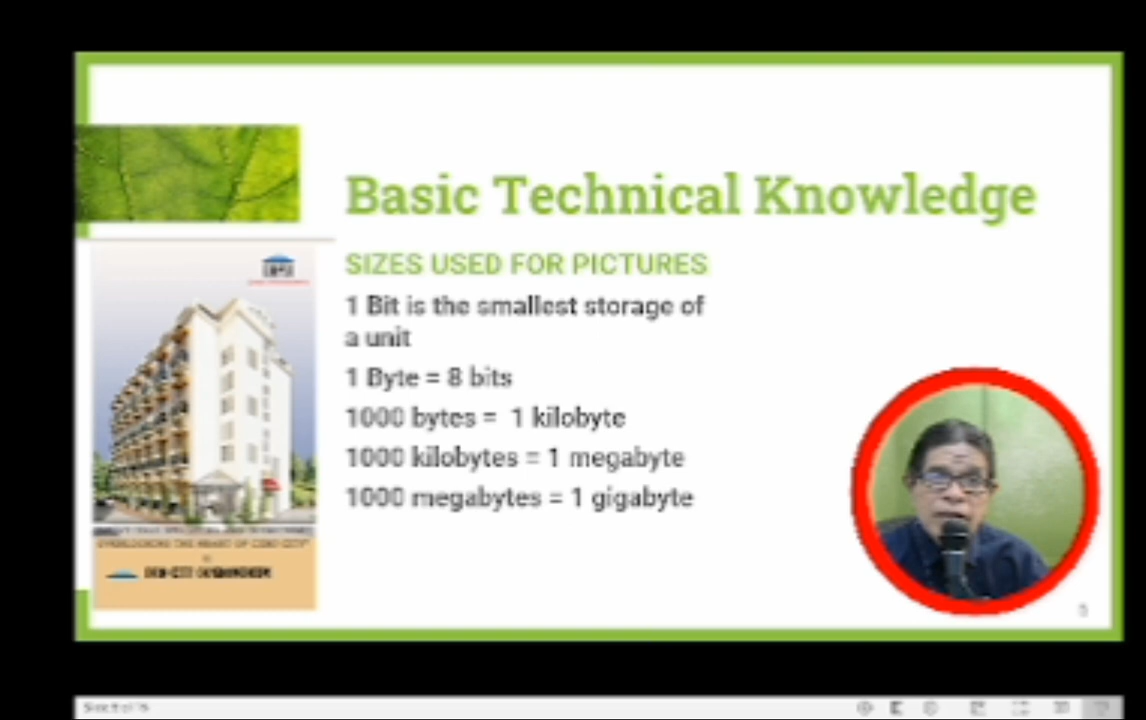 Basic Technical Knowledge
SIZES USED FOR PICTURES
1 Bit is the smallest storage of
a unit
1 Byte = 8 bits
1000 bytes = 1 kilobyte
1000 kilobytes = 1 megabyte
1000 megabytes = 1 gigabyte